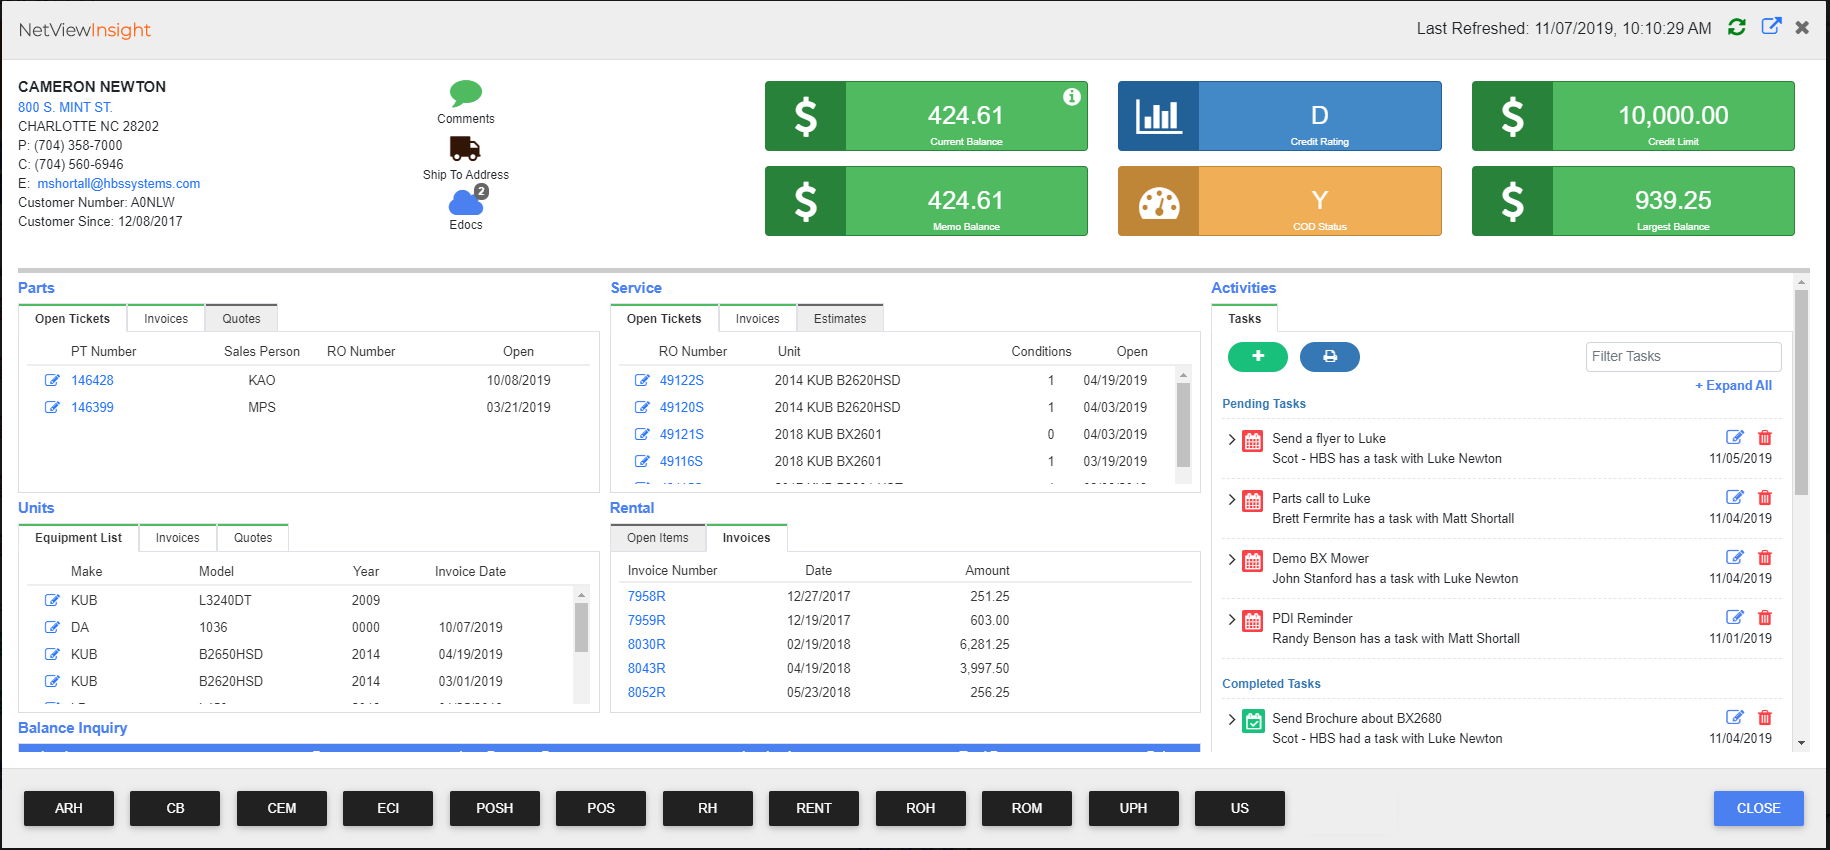 NetViewInsight
Last Refreshed: 11/07/2019, 10:10:29 AM
CAMERON NEWTON
800 S. MINT ST.
CHARLOTTE NC 28202
P: (704) 358-7000
C: (704) 560-6946
E: mshortall@hbssystems.com
Customer Number: A0NLW
Customer Since: 12/08/2017
Comments
Ship To Address
2
Edocs
424.61
Current Balance
D
Credit Rating
10,000.00
Credit Limit
424.61
Memo Balance
Y
COD Status
939.25
Largest Balance
Parts
Open Tickets Invoices Quotes
PT Number Sales Person RO Number Open
146428 KAO 10/08/2019
146399 MPS 03/21/2019
Service
Open Tickets Invoices Estimates
RO Number Unit Conditions Open
49122S 2014 KUB B2620HSD 1 04/19/2019
49120S 2014 KUB B2620HSD 1 04/03/2019
49121S 2018 KUB BX2601 0 04/03/2019
49116S 2018 KUB BX2601 1 03/19/2019
Units
Equipment List Invoices Quotes
Make Model Year Invoice Date
KUB L3240DT 2009
DA 1036 0000 10/07/2019
KUB B2650HSD 2014 04/19/2019
KUB B2620HSD 2014 03/01/2019
Rental
Open Items Invoices
Invoice Number Date Amount
7958R 12/27/2017 251.25
7959R 12/19/2017 603.00
8030R 02/19/2018 6,281.25
8043R 04/19/2018 3,997.50
8052R 05/23/2018 256.25
Balance Inquiry
Activities
Tasks
Filter Tasks
+ Expand All
Pending Tasks
Send a flyer to Luke
Scot - HBS has a task with Luke Newton 11/05/2019
Parts call to Luke
Brett Fermrite has a task with Matt Shortall 11/04/2019
Demo BX Mower
John Stanford has a task with Luke Newton 11/04/2019
PDI Reminder
Randy Benson has a task with Matt Shortall 11/01/2019
Completed Tasks
Send Brochure about BX2680
Scot - HBS had a task with Luke Newton 11/04/2019
ARH CB CEM ECI POSH POS RH RENT ROH ROM UPH US CLOSE